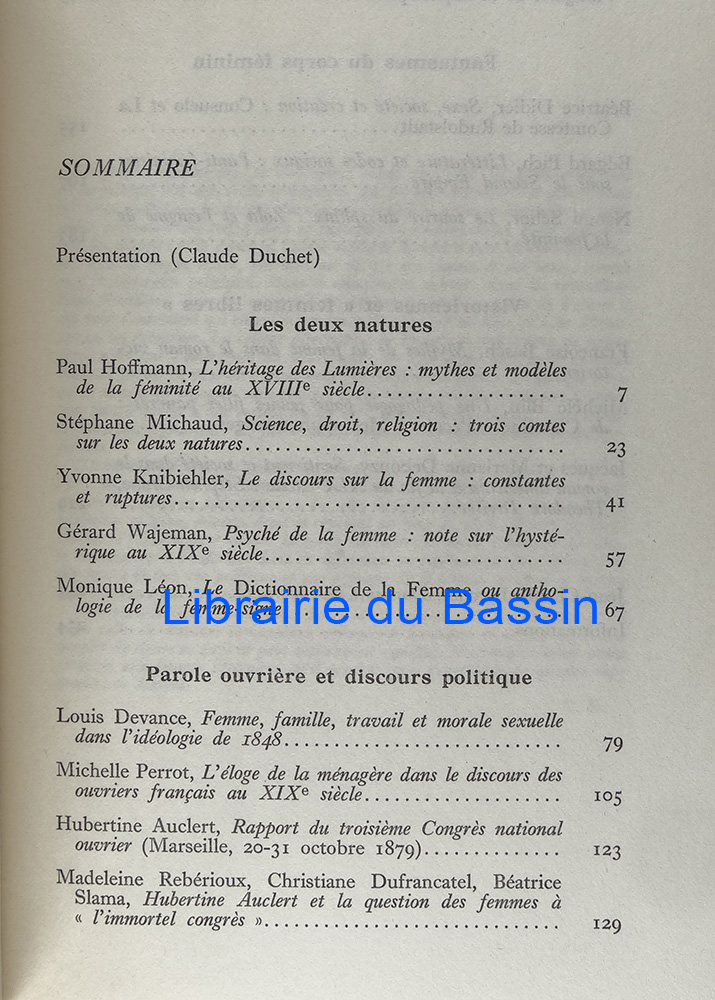 SOMMAIRE
Présentation (Claude Duchet)
Les deux natures
Paul Hoffmann, L'héritage des Lumières : mythes et modèles
de la féminité au XVIIIe siècle.................... 7
Stéphane Michaud, Science, droit, religion : trois contes
sur les deux natures................................ 23
Yvonne Knibiehler, Le discours sur la femme : constantes
et ruptures....................................... 41
Gérard Wajeman, Psyché de la femme : note sur l'hysté-
rique au XIXe siècle.............................. 57
Monique Léon, Le Dictionnaire de la Femme ou antho-
logie de la femme-signe............................ 67
Librairie du Bassin
Parole ouvrière et discours politique
Louis Devance, Femme, famille, travail et morale sexuelle
dans l'idéologie de 1848............................ 79
Michelle Perrot, L'éloge de la ménagère dans le discours des
ouvriers français au XIXe siècle.................... 105
Hubertine Auclert, Rapport du troisième Congrès national
ouvrier (Marseille, 20-31 octobre 1879).............. 123
Madeleine Rebérioux, Christiane Dufrancatel, Béatrice
Slama, Hubertine Auclert et la question des femmes à
« l'immortel congrès ».............................. 129